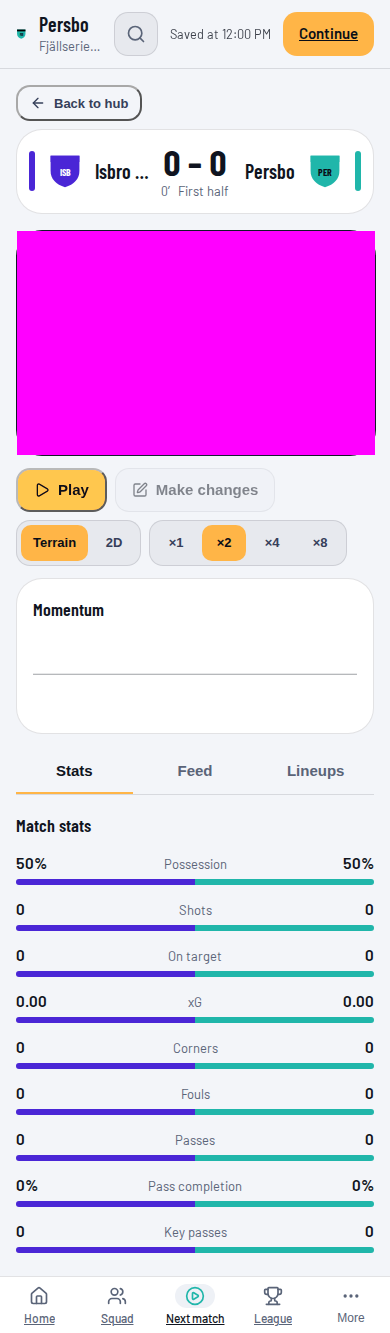 Persbo
Fjällserie...
Saved at 12:00 PM
Continue
Back to hub
ISB
Isbro ...
0 – 0
0' First half
Persbo
PER
Play
Make changes
Terrain
2D
×1
×2
×4
×8
Momentum
Stats
Feed
Lineups
Match stats
50% Possession 50%
0 Shots 0
0 On target 0
0.00 xG 0.00
0 Corners 0
0 Fouls 0
0 Passes 0
0% Pass completion 0%
0 Key passes 0
Home
Squad
Next match
League
More